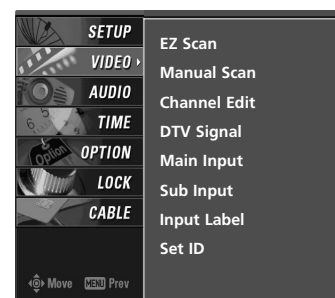 SETUP
VIDEO
AUDIO
TIME
OPTION
LOCK
CABLE
Move MENU Prev
EZ Scan
Manual Scan
Channel Edit
DTV Signal
Main Input
Sub Input
Input Label
Set ID
Option